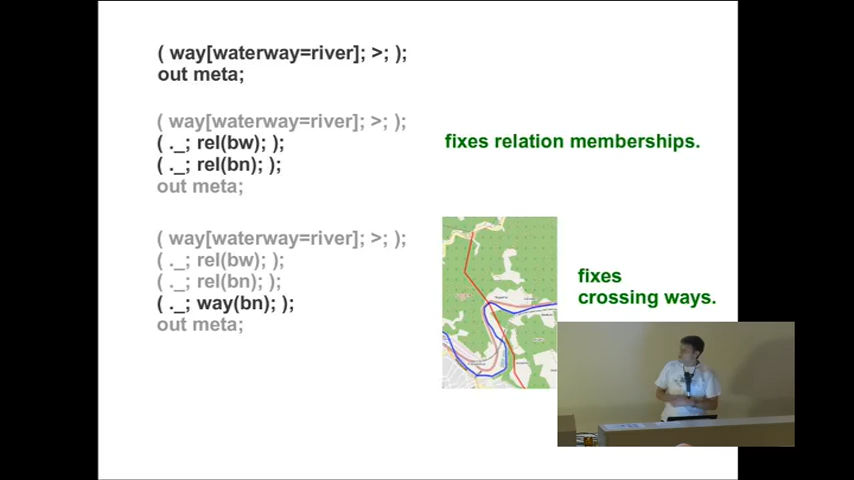 ( way[waterway=river]; >; );
out meta;
( way[waterway=river]; >; );
( ._; rel(bw); );
( ._; rel(bn); );
out meta;
fixes relation memberships.
( way[waterway=river]; >; );
( ._; rel(bw); );
( ._; rel(bn); );
( ._; way(bn); );
out meta;
fixes
crossing ways.